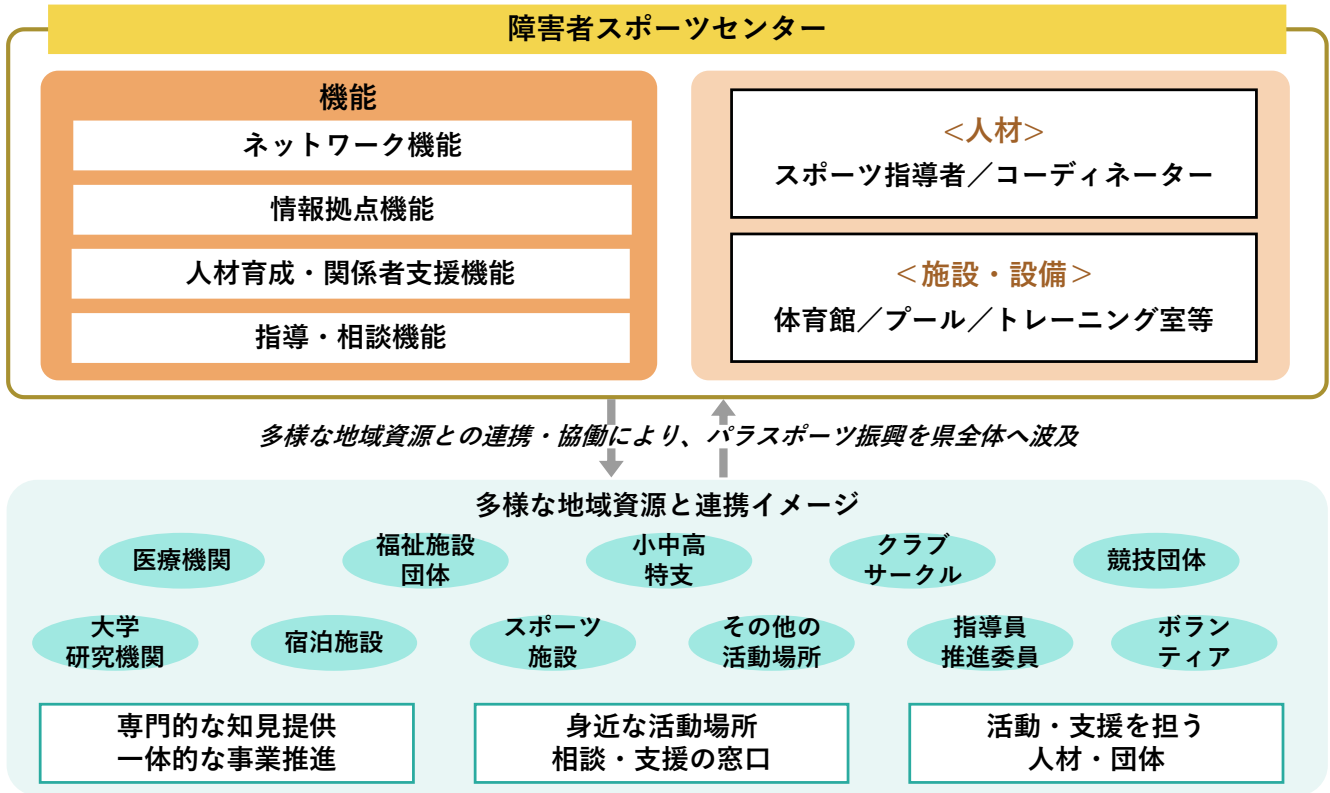 障害者スポーツセンター
機能
ネットワーク機能
情報拠点機能
人材育成・関係者支援機能
指導・相談機能
<人材>
スポーツ指導者／コーディネーター
<施設・設備>
体育館／プール／トレーニング室等
多様な地域資源との連携・協働により、パラスポーツ振興を県全体へ波及
多様な地域資源と連携イメージ
医療機関
福祉施設
団体
小中高
特支
クラブ
サークル
競技団体
大学
研究機関
宿泊施設
スポーツ
施設
その他の
活動場所
指導員
推進委員
ボラン
ティア
専門的な知見提供
一体的な事業推進
身近な活動場所
相談・支援の窓口
活動・支援を担う
人材・団体